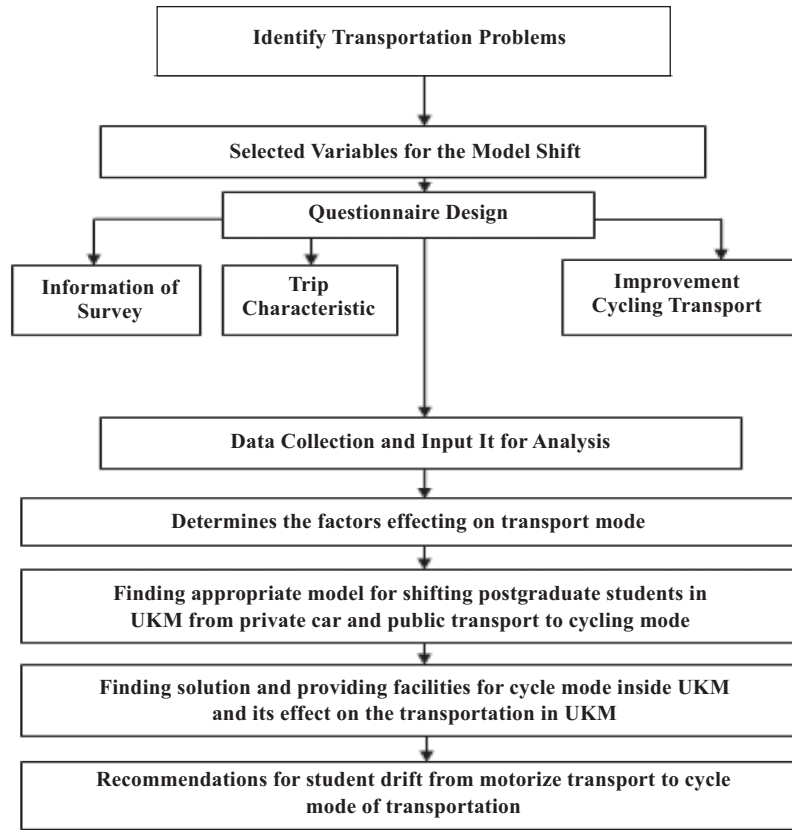 Identify Transportation Problems
Selected Variables for the Model Shift
Questionnaire Design
Information of
Survey
Trip
Characteristic
Improvement
Cycling Transport
Data Collection and Input It for Analysis
Determines the factors effecting on transport mode
Finding appropriate model for shifting postgraduate students in
UKM from private car and public transport to cycling mode
Finding solution and providing facilities for cycle mode inside UKM
and its effect on the transportation in UKM
Recommendations for student drift from motorize transport to cycle
mode of transportation